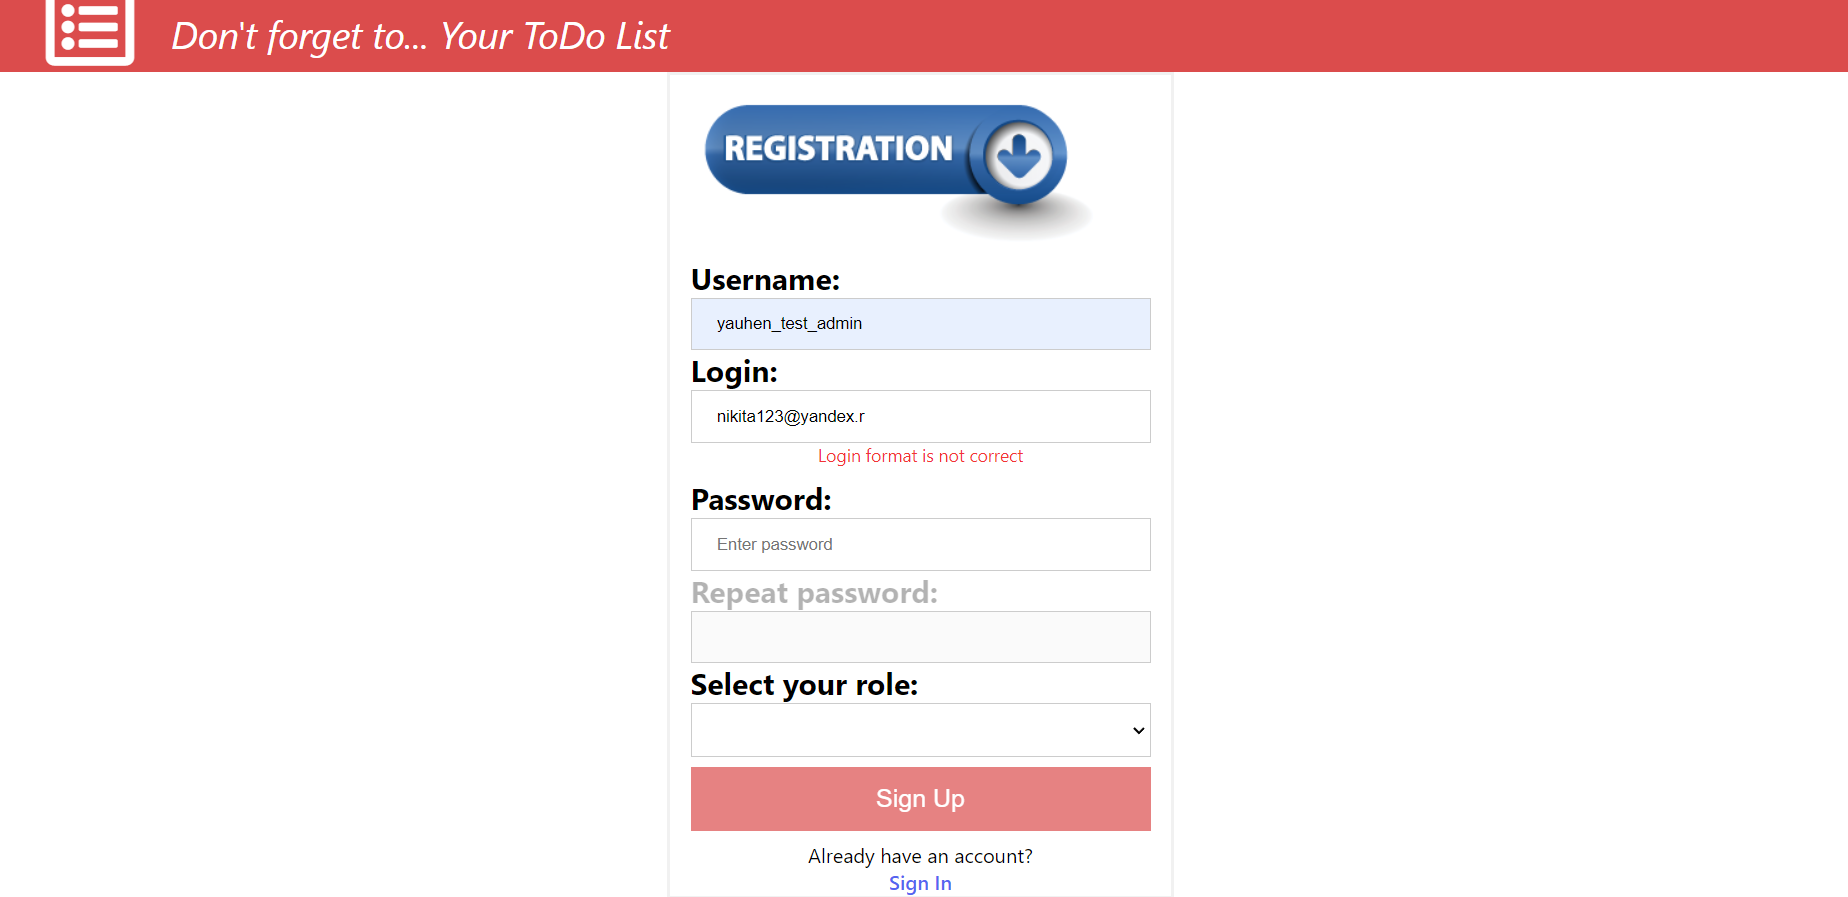 Don't forget to... Your ToDo List
REGISTRATION
Username:
yauhen_test_admin
Login:
nikita123@yandex.r
Login format is not correct
Password:
Enter password
Repeat password:
Select your role:
Sign Up
Already have an account?
Sign In